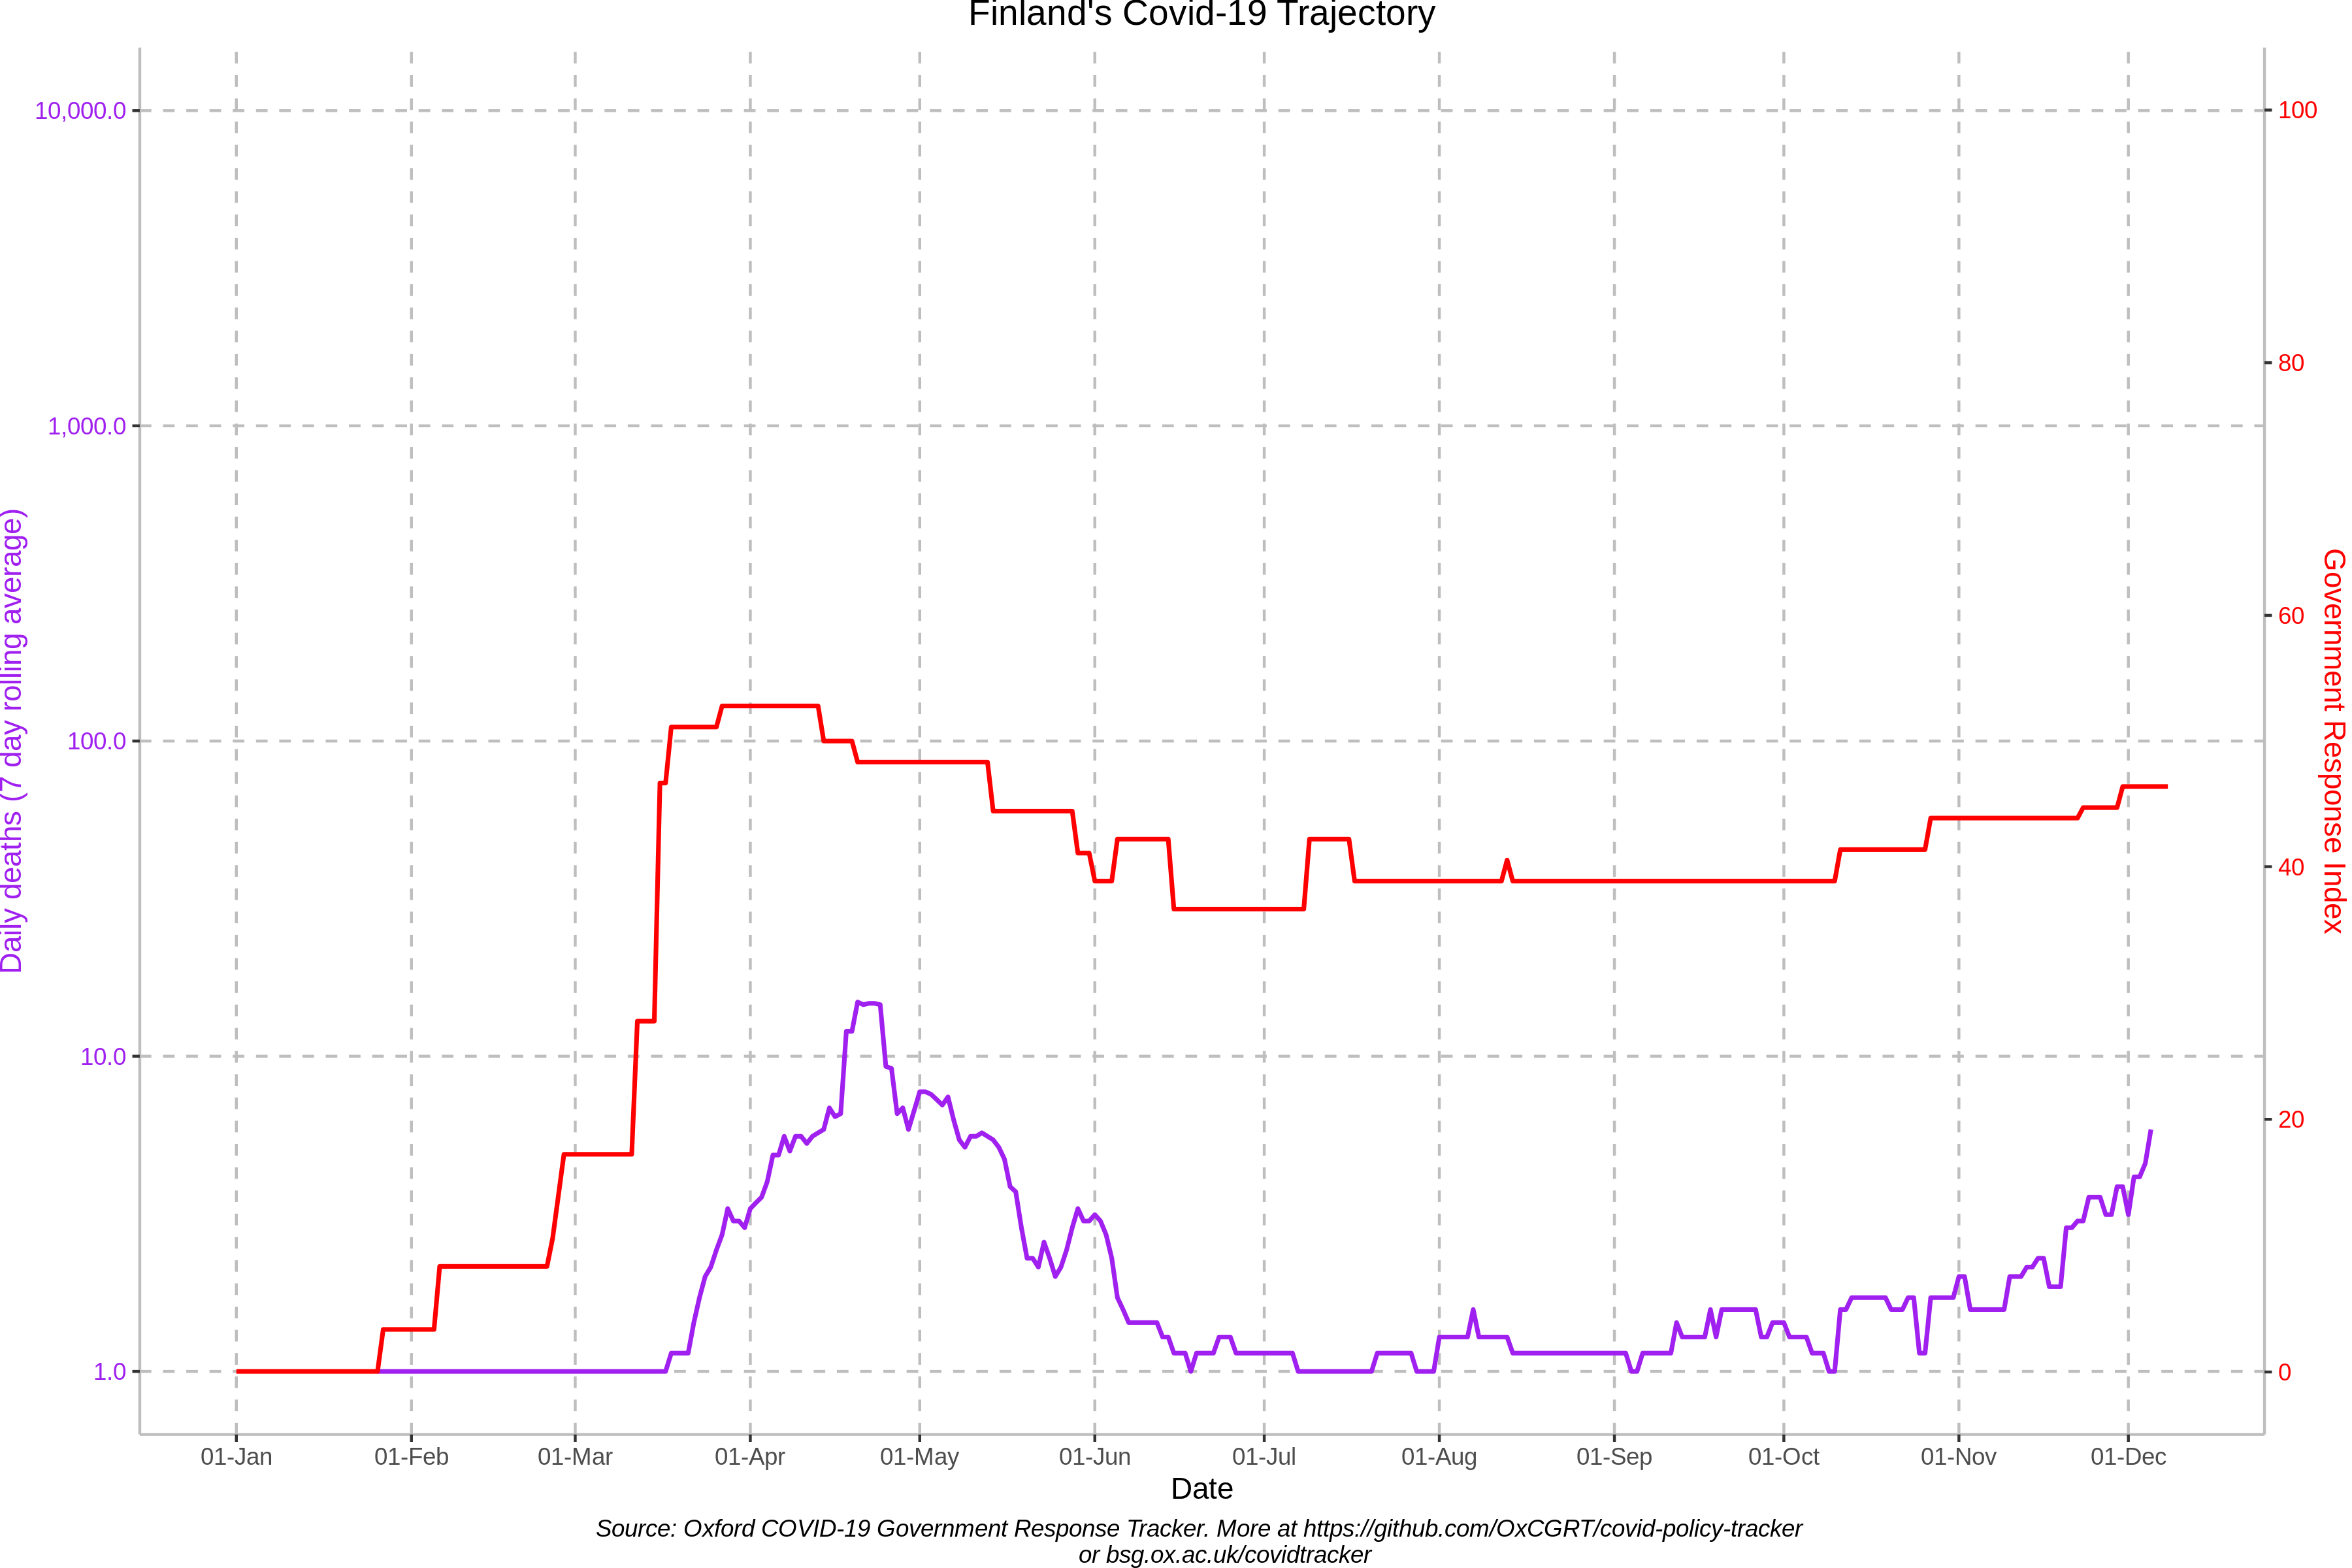 Finland's Covid-19 Trajectory
10,000.0
1,000.0
100.0
10.0
1.0
Daily deaths (7 day rolling average)
100
80
60
40
20
0
Government Response Index
01-Jan 01-Feb 01-Mar 01-Apr 01-May 01-Jun 01-Jul 01-Aug 01-Sep 01-Oct 01-Nov 01-Dec
Date
Source: Oxford COVID-19 Government Response Tracker. More at https://github.com/OxCGRT/covid-policy-tracker
or bsg.ox.ac.uk/covidtracker